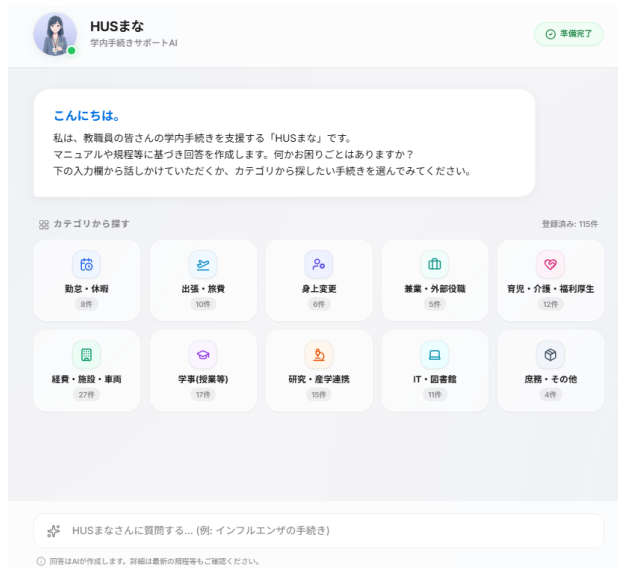 HUSまな
学内手続きサポートAI
準備完了
こんにちは。
私は、教職員の皆さんの学内手続きを支援する「HUSまな」です。
マニュアルや規程等に基づき回答を作成します。何かお困りごとはありますか？
下の入力欄から話しかけていただくか、カテゴリから探したい手続きを選んでみてください。
カテゴリから探す
登録済み: 115件
勤怠・休暇
8件
出張・旅費
10件
身上変更
6件
兼業・外部役職
5件
育児・介護・福利厚生
12件
経費・施設・車両
27件
学事(授業等)
17件
研究・産学連携
15件
IT・図書館
11件
庶務・その他
4件
HUSまなさんに質問する... (例: インフルエンザの手続き)
回答はAIが作成します。詳細は最新の規程等もご確認ください。